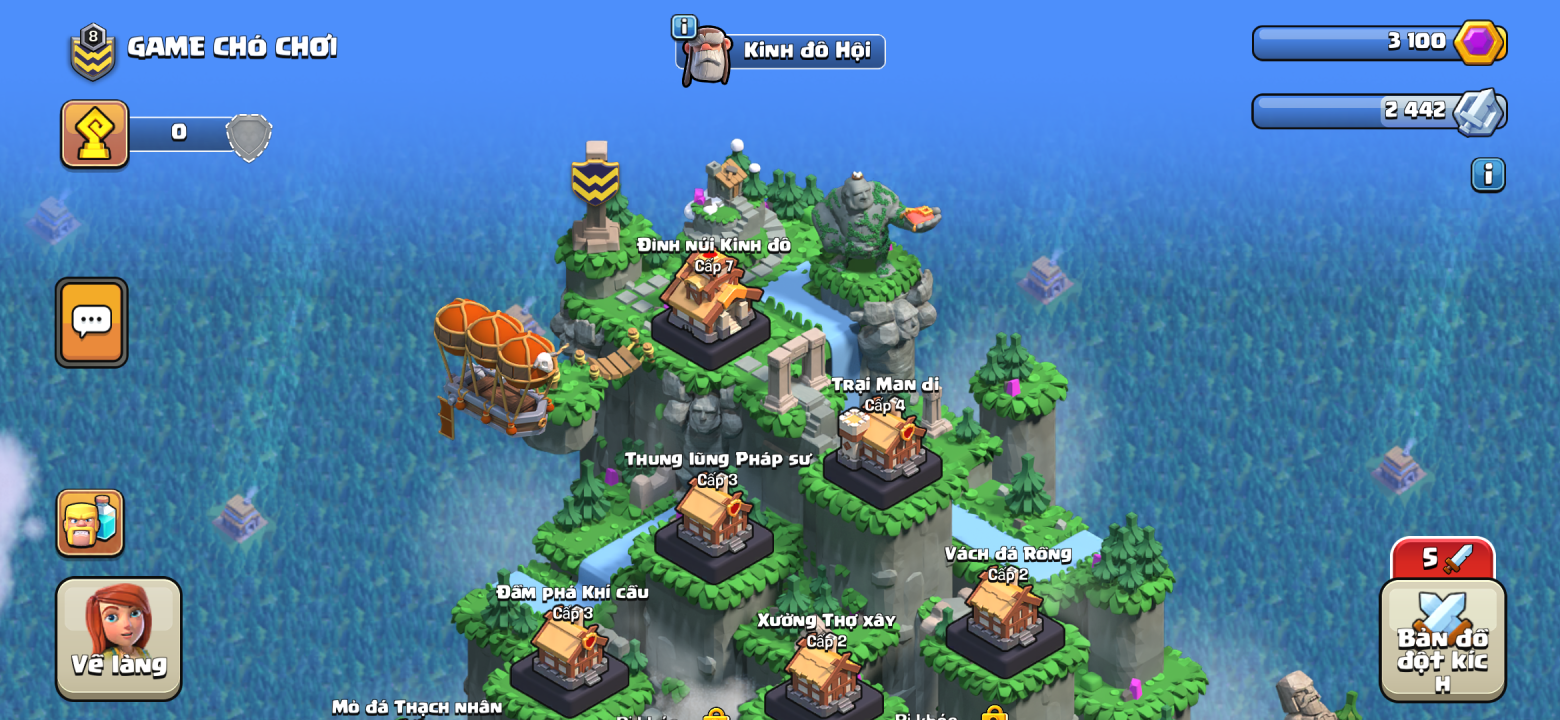 8
GAME CHÓ CHƠI
Kinh đô Hội
3 100
0
2 442
Đỉnh núi Kinh đô
Cấp 7
Trại Man di
Cấp 4
Thung lũng Pháp sư
Cấp 3
Vách đá Rồng
Cấp 2
5
Đầm phá Khí cầu
Cấp 3
Xưởng Thợ xây
Cấp 2
Về làng
Bản đồ
đột kíc
H
Mỏ đá Thạch nhân
Bị khóa